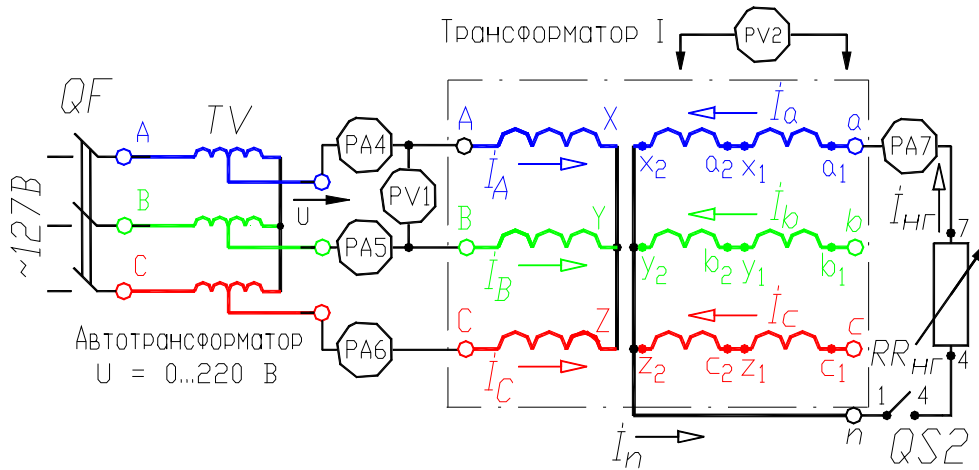 Трансформатор I
PV2
QF
TV
~127В
A
B
C
U
PA4
PV1
PA5
PA6
A
X
İA
B
Y
İB
C
Z
İC
İa
a
x2
a2
x1
a1
İb
b
y2
b2
y1
b1
İc
c
z2
c2
z1
c1
PA7
İнг
7
RRнг
4
1
4
n
QS2
İn
Автотрансформатор
U = 0...220 В